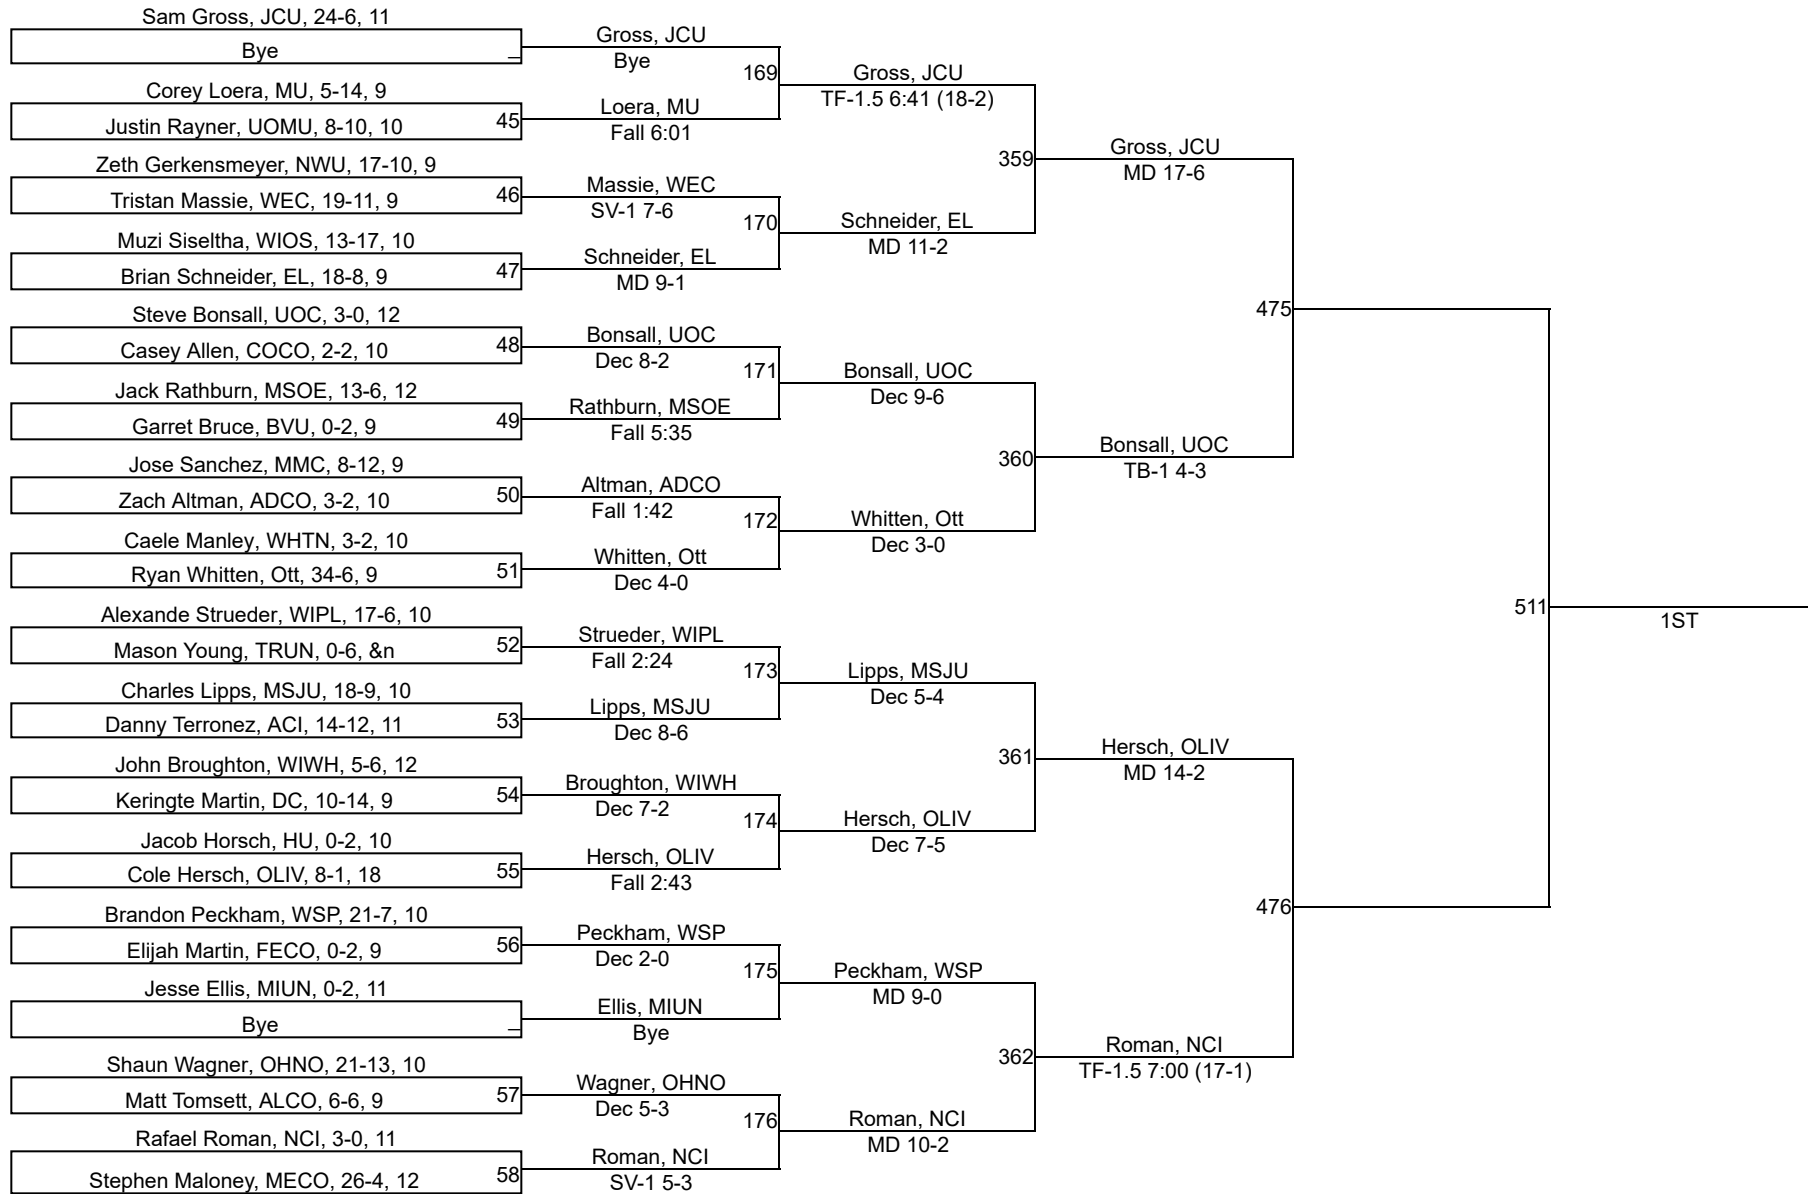 Sam Gross, JCU, 24-6, 11
Bye
_
Corey Loera, MU, 5-14, 9
Justin Rayner, UOMU, 8-10, 10
45
Zeth Gerkensmeyer, NWU, 17-10, 9
Tristan Massie, WEC, 19-11, 9
46
Muzi Siseltha, WIOS, 13-17, 10
Brian Schneider, EL, 18-8, 9
47
Steve Bonsall, UOC, 3-0, 12
Casey Allen, COCO, 2-2, 10
48
Jack Rathburn, MSOE, 13-6, 12
Garret Bruce, BVU, 0-2, 9
49
Jose Sanchez, MMC, 8-12, 9
Zach Altman, ADCO, 3-2, 10
50
Caele Manley, WHTN, 3-2, 10
Ryan Whitten, Ott, 34-6, 9
51
Alexande Strueder, WIPL, 17-6, 10
Mason Young, TRUN, 0-6, &n
52
Charles Lipps, MSJU, 18-9, 10
Danny Terronez, ACI, 14-12, 11
53
John Broughton, WIWH, 5-6, 12
Keringte Martin, DC, 10-14, 9
54
Jacob Horsch, HU, 0-2, 10
Cole Hersch, OLIV, 8-1, 18
55
Brandon Peckham, WSP, 21-7, 10
Elijah Martin, FECO, 0-2, 9
56
Jesse Ellis, MIUN, 0-2, 11
Bye
_
Shaun Wagner, OHNO, 21-13, 10
Matt Tomsett, ALCO, 6-6, 9
57
Rafael Roman, NCI, 3-0, 11
Stephen Maloney, MECO, 26-4, 12
58
Gross, JCU
Bye
169
Loera, MU
Fall 6:01
Massie, WEC
SV-1 7-6
170
Schneider, EL
MD 9-1
Bonsall, UOC
Dec 8-2
171
Rathburn, MSOE
Fall 5:35
Altman, ADCO
Fall 1:42
172
Whitten, Ott
Dec 4-0
Strueder, WIPL
Fall 2:24
173
Lipps, MSJU
Dec 8-6
Broughton, WIWH
Dec 7-2
174
Hersch, OLIV
Fall 2:43
Peckham, WSP
Dec 2-0
175
Ellis, MIUN
Bye
Wagner, OHNO
Dec 5-3
176
Roman, NCI
SV-1 5-3
Gross, JCU
TF-1.5 6:41 (18-2)
359
Schneider, EL
MD 11-2
Bonsall, UOC
Dec 9-6
360
Whitten, Ott
Dec 3-0
Lipps, MSJU
Dec 5-4
361
Hersch, OLIV
Dec 7-5
Peckham, WSP
MD 9-0
362
Roman, NCI
MD 10-2
Gross, JCU
MD 17-6
475
Bonsall, UOC
TB-1 4-3
Hersch, OLIV
MD 14-2
476
Roman, NCI
TF-1.5 7:00 (17-1)
511
1ST